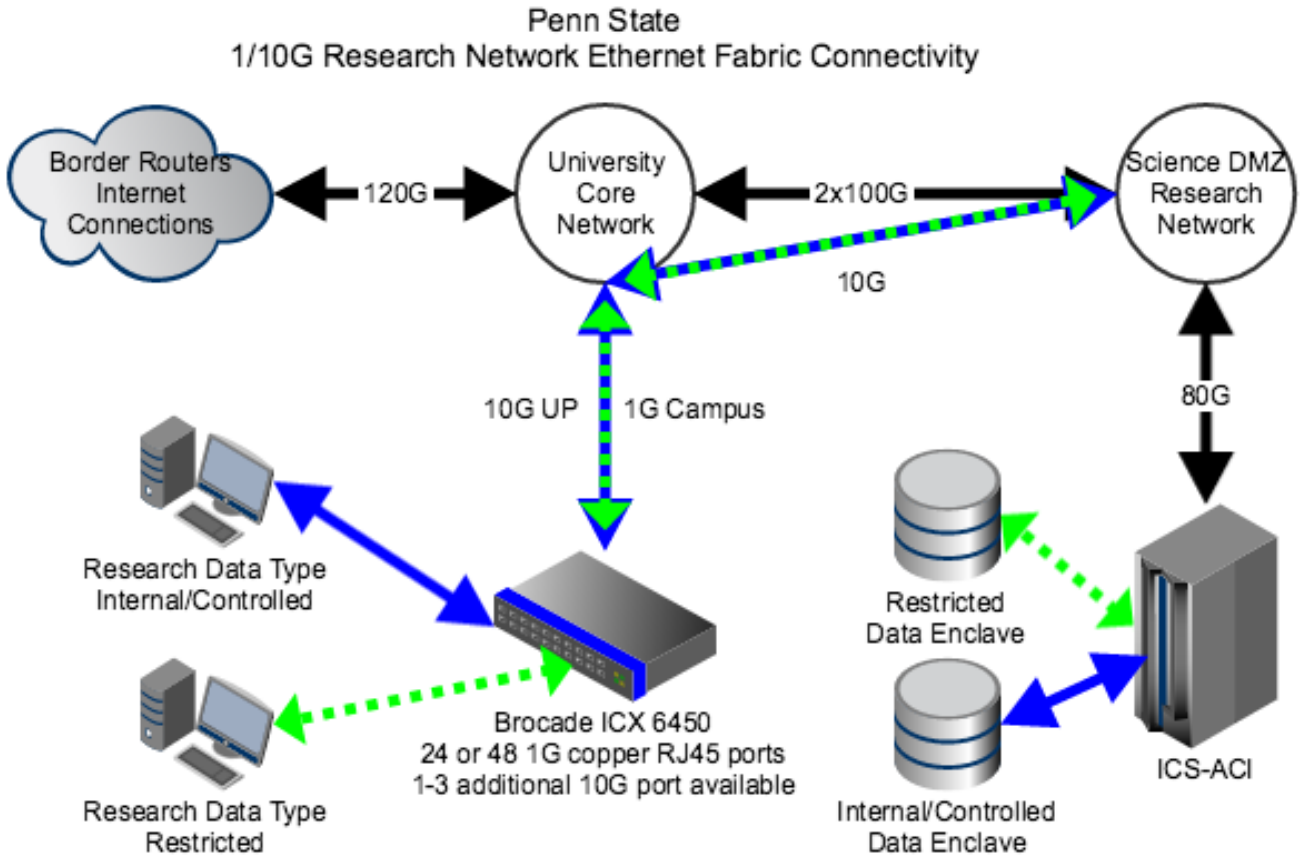 Penn State
1/10G Research Network Ethernet Fabric Connectivity
Border Routers
Internet
Connections
120G
University
Core
Network
2x100G
Science DMZ
Research
Network
10G
10G UP
1G Campus
80G
Research Data Type
Internal/Controlled
Restricted
Data Enclave
Brocade ICX 6450
24 or 48 1G copper RJ45 ports
1-3 additional 10G port available
ICS-ACI
Research Data Type
Restricted
Internal/Controlled
Data Enclave